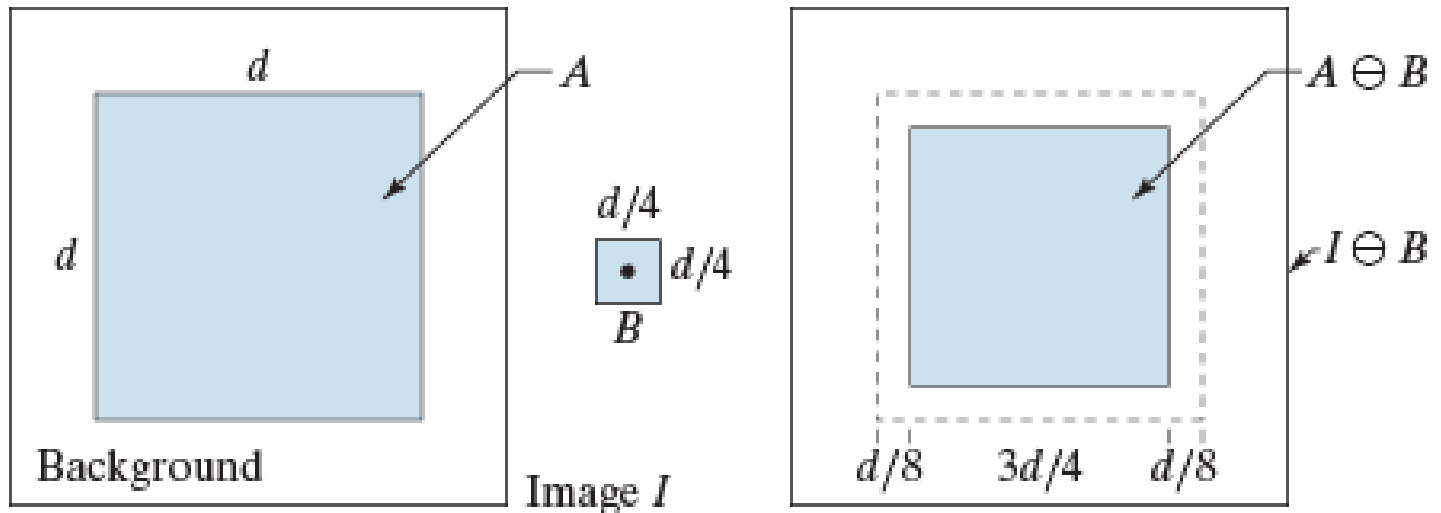 d
A
d
d/4
d/4
B
Background
Image I
A ⊖ B
I ⊖ B
d/8
3d/4
d/8